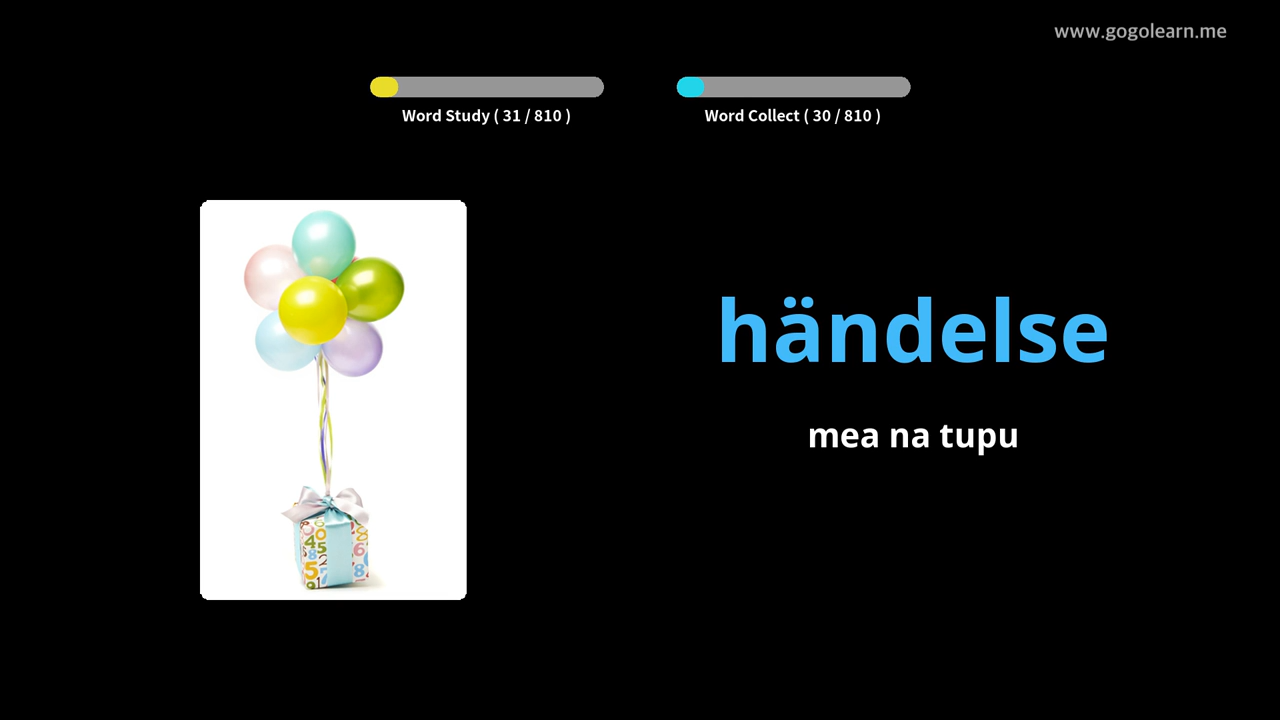 www.gogolearn.me
Word Study ( 31 / 810 )
Word Collect ( 30 / 810 )
händelse
mea na tupu